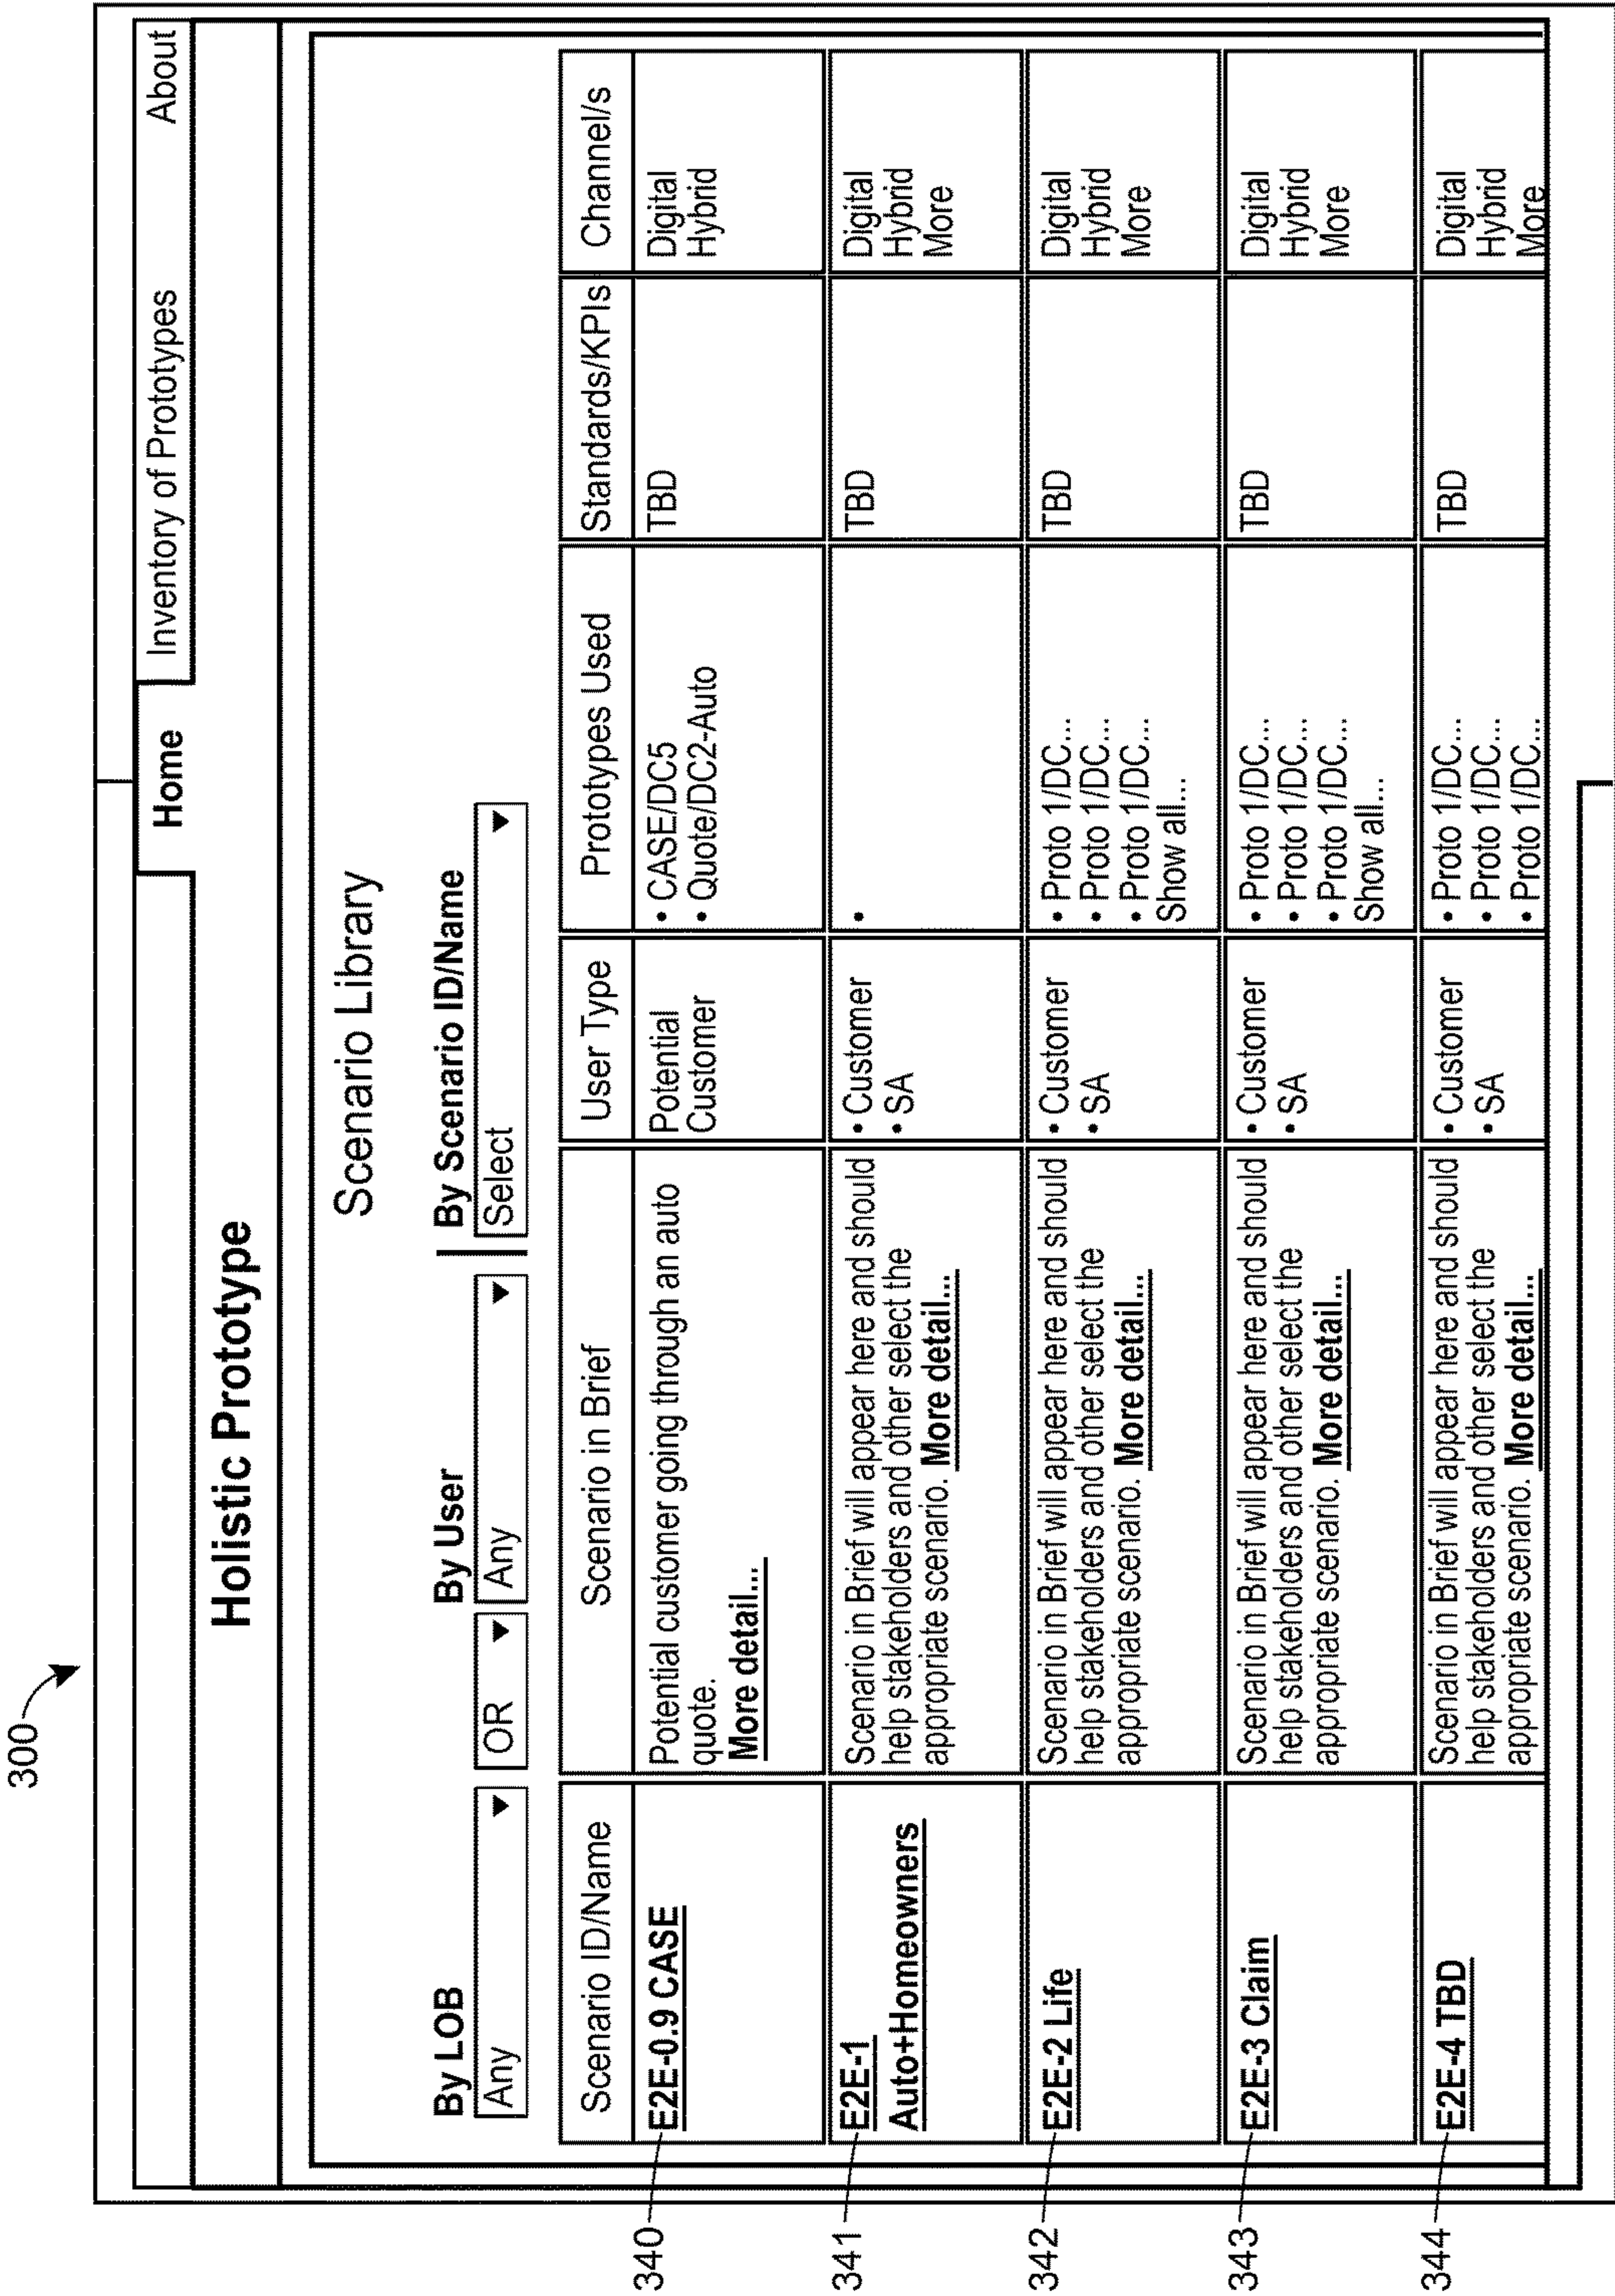 300
Home
Inventory of Prototypes
About
Holistic Prototype
Scenario Library
By LOB
By User
By Scenario ID/Name
Any
OR
Any
Select
Scenario ID/Name
Scenario in Brief
User Type
Prototypes Used
Standards/KPIs
Channel/s
340
E2E-0.9 CASE
Potential customer going through an auto
quote.
More detail...
Potential
Customer
• CASE/DC5
• Quote/DC2-Auto
TBD
Digital
Hybrid
341
E2E-1
Auto+Homeowners
Scenario in Brief will appear here and should
help stakeholders and other select the
appropriate scenario. More detail...
• Customer
• SA
•
TBD
Digital
Hybrid
More
342
E2E-2 Life
Scenario in Brief will appear here and should
help stakeholders and other select the
appropriate scenario. More detail...
• Customer
• SA
• Proto 1/DC...
• Proto 1/DC...
• Proto 1/DC...
Show all...
TBD
Digital
Hybrid
More
343
E2E-3 Claim
Scenario in Brief will appear here and should
help stakeholders and other select the
appropriate scenario. More detail...
• Customer
• SA
• Proto 1/DC...
• Proto 1/DC...
• Proto 1/DC...
Show all...
TBD
Digital
Hybrid
More
344
E2E-4 TBD
Scenario in Brief will appear here and should
help stakeholders and other select the
appropriate scenario. More detail...
• Customer
• SA
• Proto 1/DC...
• Proto 1/DC...
• Proto 1/DC...
TBD
Digital
Hybrid
More